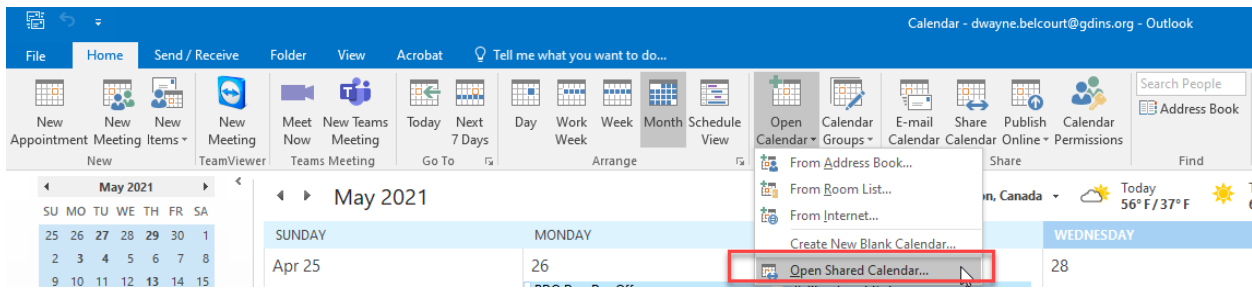 Calendar - dwayne.belcourt@gdins.org - Outlook
File Home Send / Receive Folder View Acrobat Tell me what you want to do...
New Appointment
New Meeting
New Items
New Meeting
Meet Now
New Teams Meeting
Today
Next 7 Days
Day
Work Week
Week
Month
Schedule View
Open Calendar
Calendar Groups
E-mail Calendar
Share Calendar
Publish Online
Calendar Permissions
Search People
Address Book
New TeamViewer Teams Meeting Go To Arrange Share Find
From Address Book...
From Room List...
From Internet...
Create New Blank Calendar...
Open Shared Calendar...
May 2021
SU MO TU WE TH FR SA
25 26 27 28 29 30 1
2 3 4 5 6 7 8
9 10 11 12 13 14 15
May 2021
Canada
Today
56° F / 37° F
SUNDAY MONDAY WEDNESDAY
Apr 25 26 28